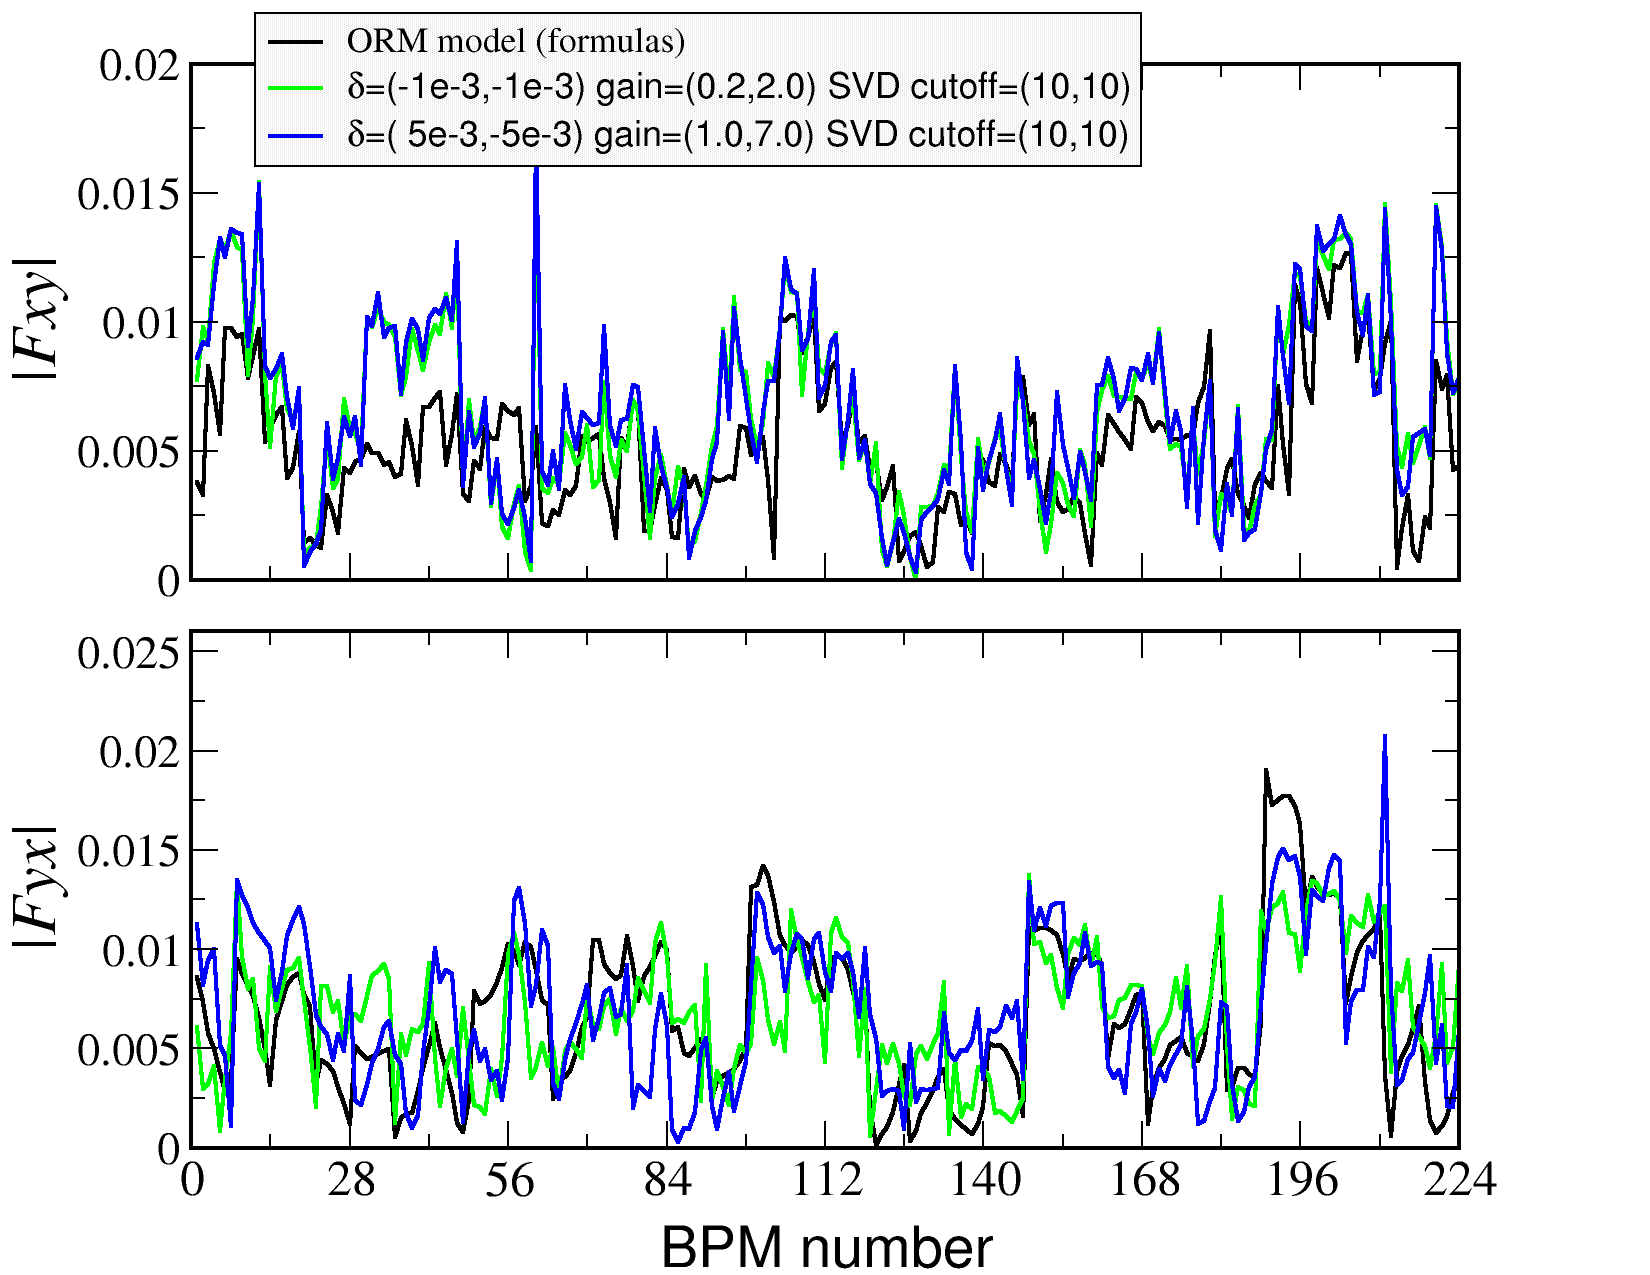 ORM model (formulas)
δ=(-1e-3,-1e-3) gain=(0.2,2.0) SVD cutoff=(10,10)
δ=( 5e-3,-5e-3) gain=(1.0,7.0) SVD cutoff=(10,10)
0.02
0.015
0.01
0.005
0
|Fxy|
0.025
0.02
0.015
0.01
0.005
0
|Fyx|
0 28 56 84 112 140 168 196 224
BPM number